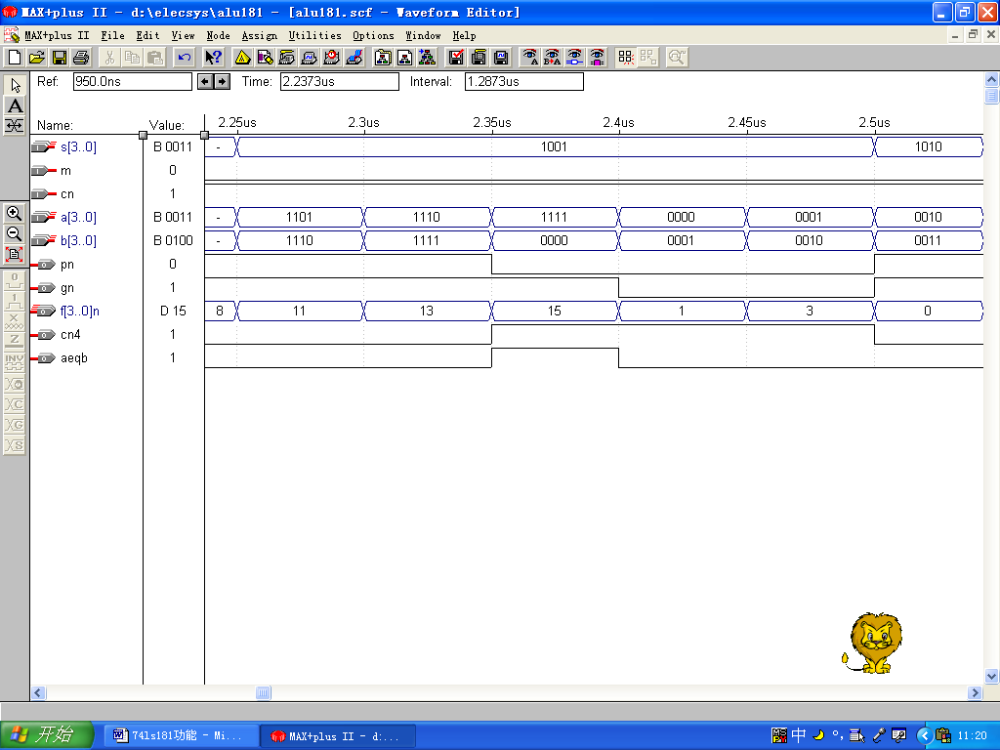 MAX+plus II - d:\elecsys\alu181 - [alu181.scf - Waveform Editor]
MAX+plus II File Edit View Node Assign Utilities Options Window Help
Ref: 950.0ns Time: 2.2373us Interval: 1.2873us
Name: Value: 2.25us 2.3us 2.35us 2.4us 2.45us 2.5us
s[3..0] B 0011 - 1001 1010
m 0
cn 1
a[3..0] B 0011 - 1101 1110 1111 0000 0001 0010
b[3..0] B 0100 - 1110 1111 0000 0001 0010 0011
pn 0
gn 1
f[3..0]n D 15 8 11 13 15 1 3 0
cn4 1
aeqb 1
开始 74ls181功能 - Mi... MAX+plus II - d:... 中 11:20